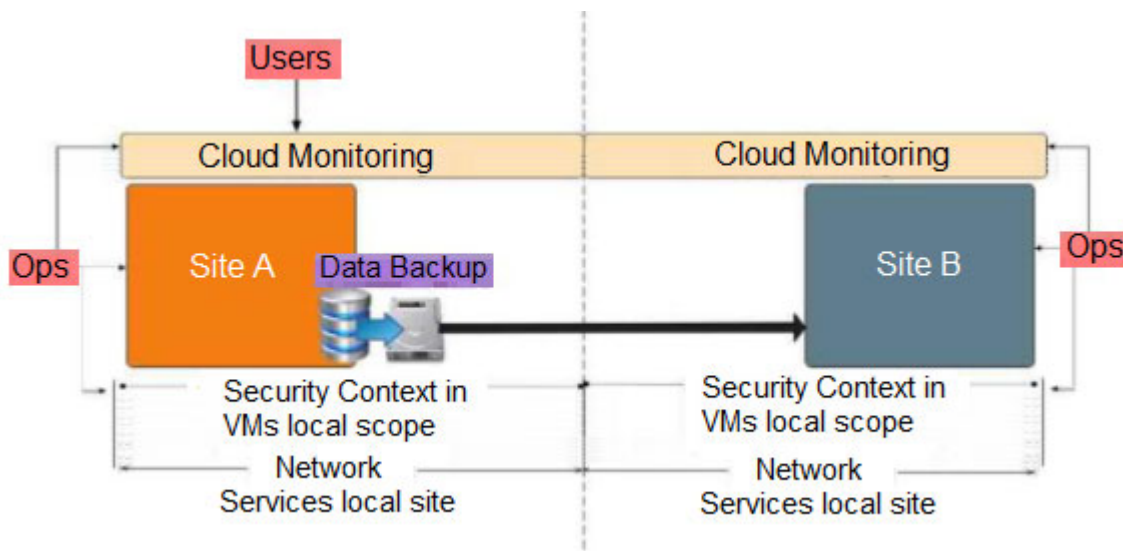 Users
Cloud Monitoring
Cloud Monitoring
Ops
Site A
Data Backup
Site B
Ops
Security Context in
VMs local scope
Security Context in
VMs local scope
Network
Services local site
Network
Services local site